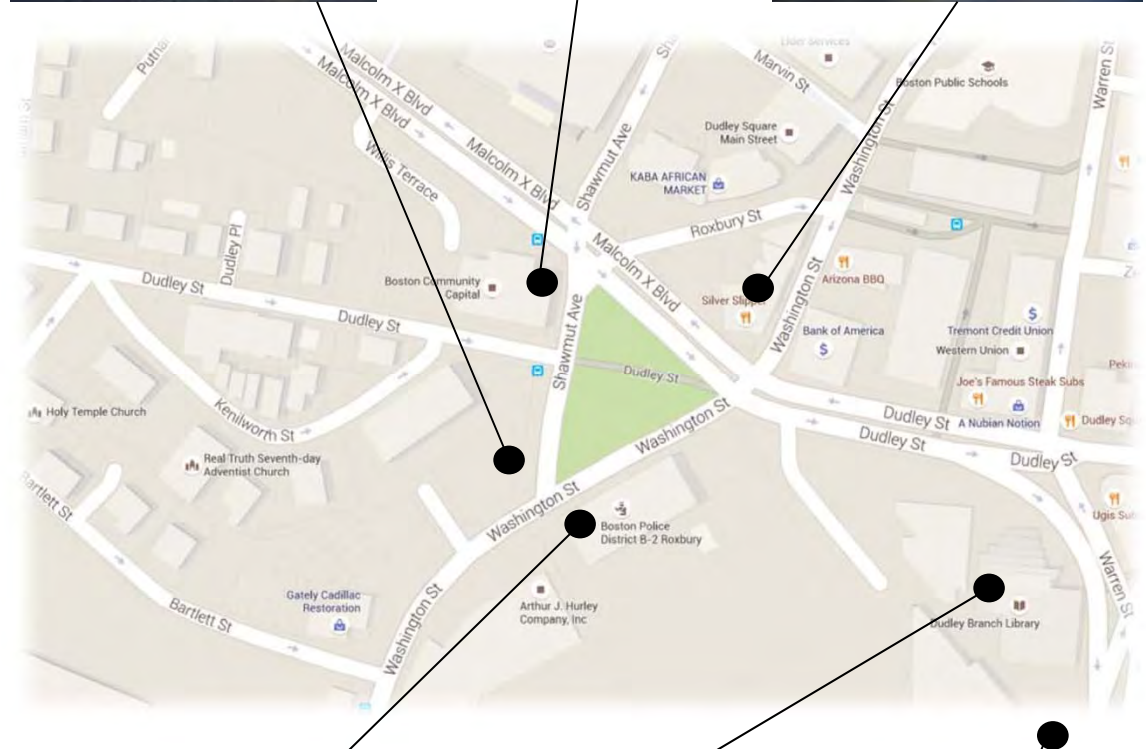 Elder Services
Marvin St
Boston Public Schools
Warren St
Malcolm X Blvd
Malcolm X Blvd
Dudley Square
Main Street
Washington St
Malcolm X Blvd
Shawmut Ave
KABA AFRICAN
MARKET
Willis Terrace
Roxbury St
Dudley Pl
Malcolm X Blvd
Dudley St
Boston Community
Capital
Arizona BBQ
Silver Slipper
Washington St
Dudley St
Shawmut Ave
Bank of America
Tremont Credit Union
Western Union
Dudley St
Joe's Famous Steak Subs
Holy Temple Church
Kenilworth St
Washington St
Dudley St
A Nubian Notion
Dudley St
Dudley St
Real Truth Seventh-day
Adventist Church
Bartlett St
Washington St
Boston Police
District B-2 Roxbury
Warren St
Gately Cadillac
Restoration
Bartlett St
Washington St
Arthur J. Hurley
Company, Inc
Dudley Branch Library